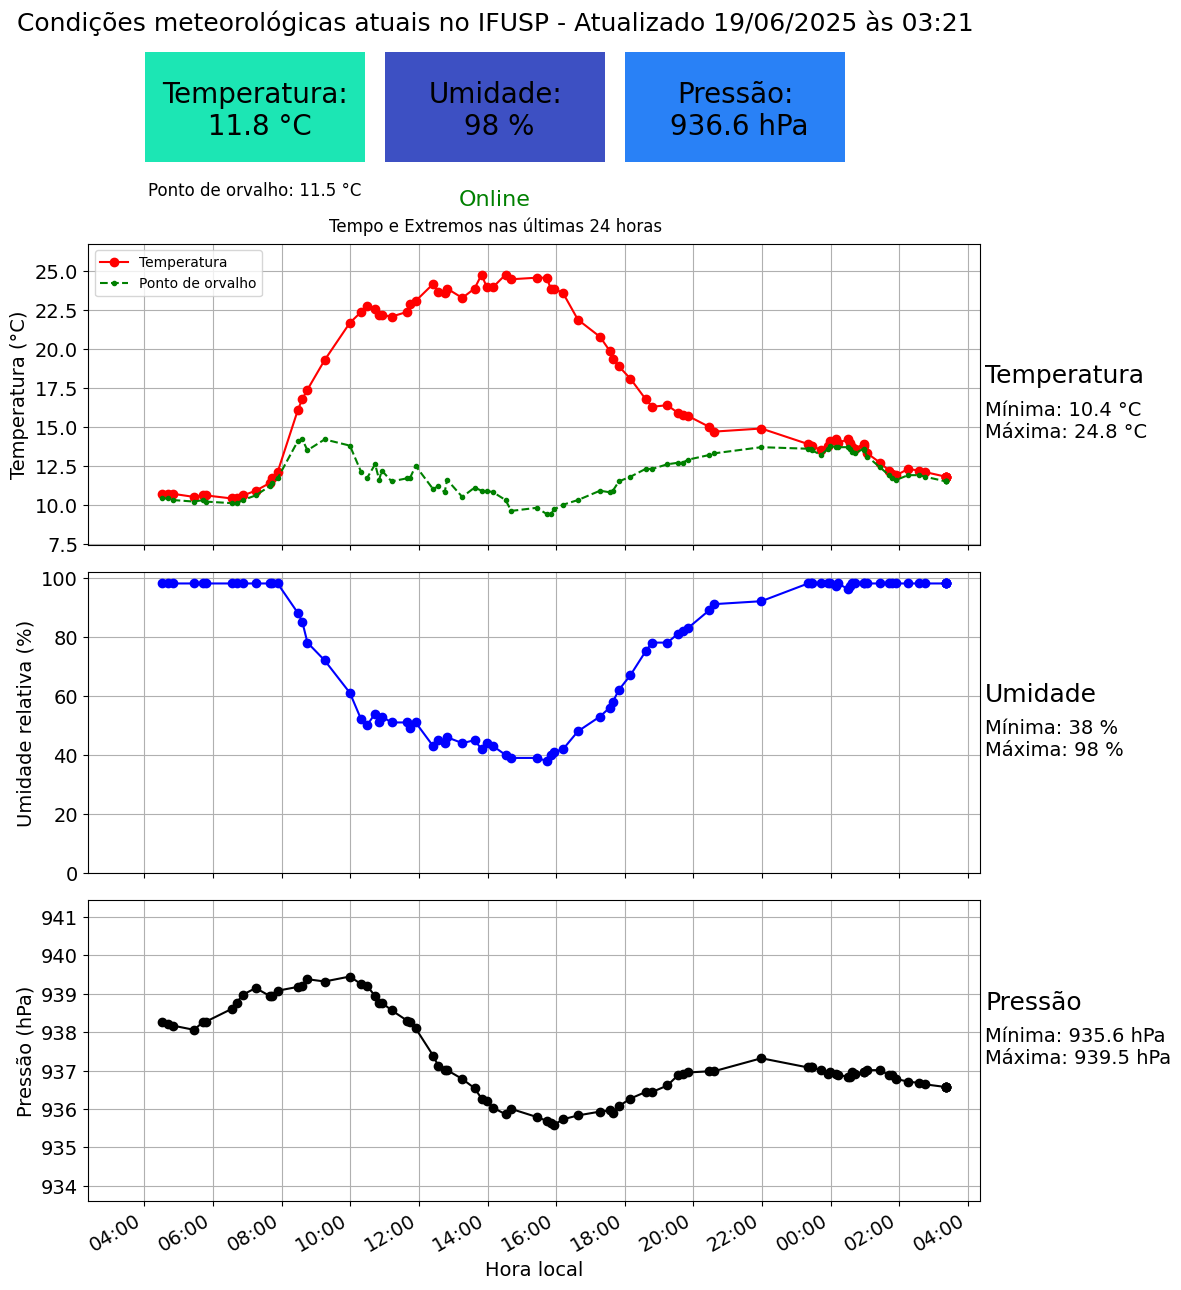 Condições meteorológicas atuais no IFUSP - Atualizado 19/06/2025 às 03:21
Temperatura:
11.8 °C
Umidade:
98 %
Pressão:
936.6 hPa
Ponto de orvalho: 11.5 °C
Online
Tempo e Extremos nas últimas 24 horas
Temperatura
Ponto de orvalho
Temperatura (°C)
25.0
22.5
20.0
17.5
15.0
12.5
10.0
7.5
Temperatura
Mínima: 10.4 °C
Máxima: 24.8 °C
Umidade relativa (%)
100
80
60
40
20
0
Umidade
Mínima: 38 %
Máxima: 98 %
Pressão (hPa)
941
940
939
938
937
936
935
934
Pressão
Mínima: 935.6 hPa
Máxima: 939.5 hPa
04:00
06:00
08:00
10:00
12:00
14:00
16:00
18:00
20:00
22:00
00:00
02:00
04:00
Hora local